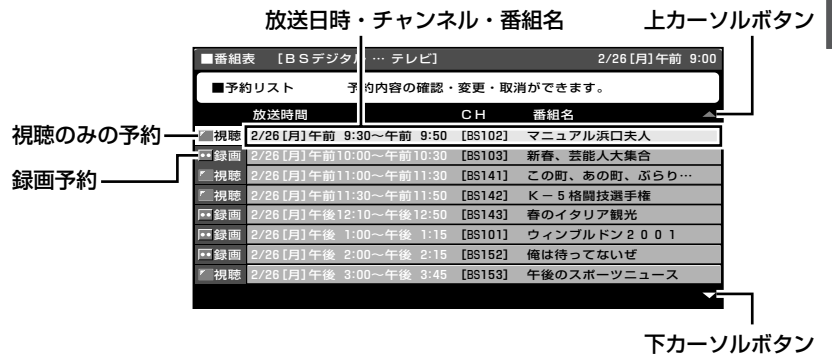 放送日時・チャンネル・番組名
上カーソルボタン
■番組表 [BSデジタル … テレビ] 2/26[月]午前 9:00
■予約リスト 予約内容の確認・変更・取消ができます。
放送時間 CH 番組名
視聴のみの予約
視聴 2/26[月]午前 9:30～午前 9:50 [BS102] マニュアル浜口夫人
録画 2/26[月]午前10:00～午前10:30 [BS103] 新春、芸能人大集合
録画予約
視聴 2/26[月]午前11:00～午前11:30 [BS141] この町、あの町、ぶらり…
視聴 2/26[月]午前11:30～午前11:50 [BS142] K－5格闘技選手権
録画 2/26[月]午後12:10～午後12:50 [BS143] 春のイタリア観光
録画 2/26[月]午後 1:00～午後 1:15 [BS101] ウィンブルドン2001
録画 2/26[月]午後 2:00～午後 2:15 [BS152] 俺は待ってないぜ
視聴 2/26[月]午後 3:00～午後 3:45 [BS153] 午後のスポーツニュース
下カーソルボタン